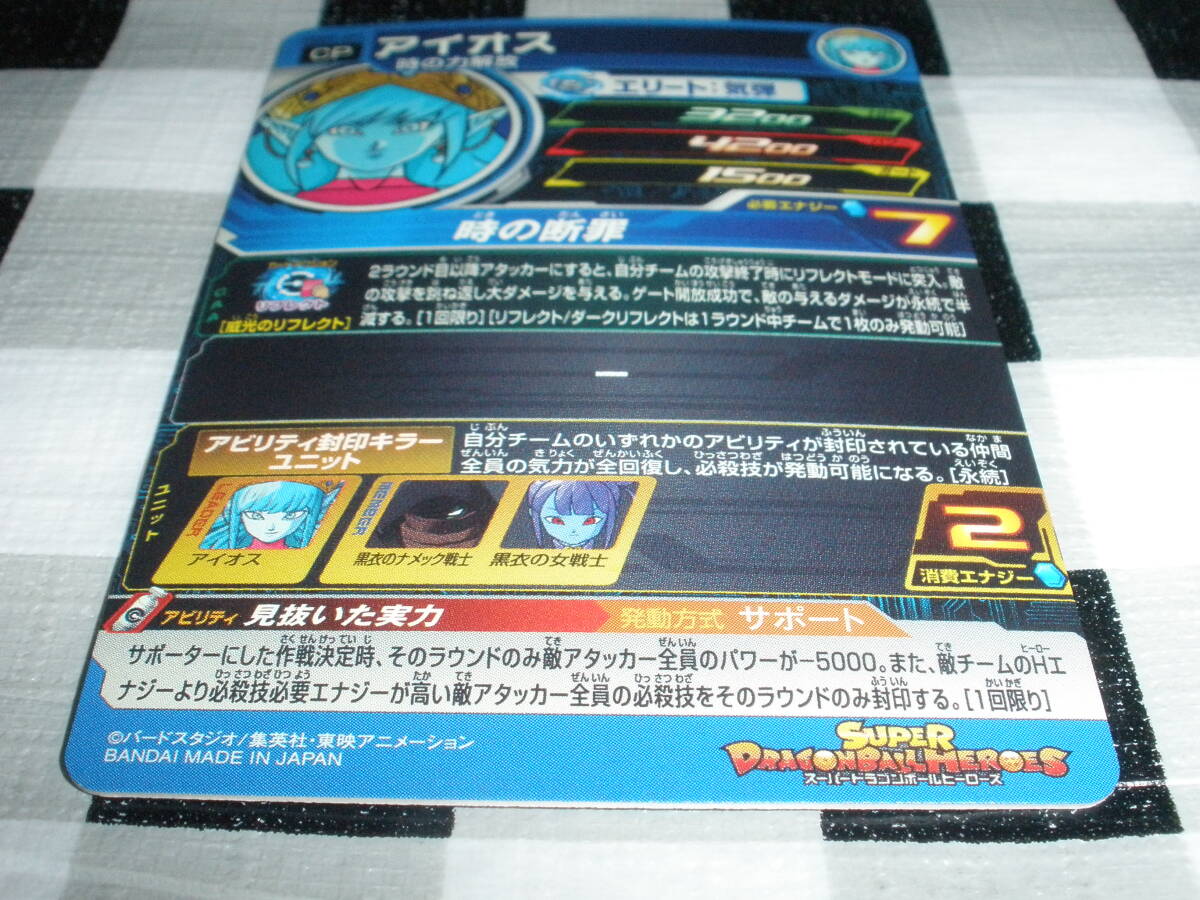 CP
アイオス
時の力解放
エリート:気弾
3200
4200
1500
必要エナジー 7
時の断罪
CAA
リフレクト
[威光のリフレクト]
2ラウンド目以降アタッカーにすると、自分チームの攻撃終了時にリフレクトモードに突入。敵
の攻撃を跳ね返し大ダメージを与える。ゲート開放成功で、敵の与えるダメージが永続で半
減する。[1回限り][リフレクト/ダークリフレクトは1ラウンド中チームで1枚のみ発動可能]
ー
ユニット
アビリティ封印キラー
ユニット
自分チームのいずれかのアビリティが封印されている仲間
全員の気力が全回復し、必殺技が発動可能になる。[永続]
LEADER
アイオス
MEMBER
黒衣のナメック戦士
黒衣の女戦士
2
消費エナジー
アビリティ 見抜いた実力
発動方式 サポート
サポーターにした作戦決定時、そのラウンドのみ敵アタッカー全員のパワーが-5000。また、敵チームのHエ
ナジーより必殺技必要エナジーが高い敵アタッカー全員の必殺技をそのラウンドのみ封印する。[1回限り]
©バードスタジオ/集英社・東映アニメーション
BANDAI MADE IN JAPAN
SUPER
DRAGONBALL HEROES
スーパードラゴンボールヒーローズ